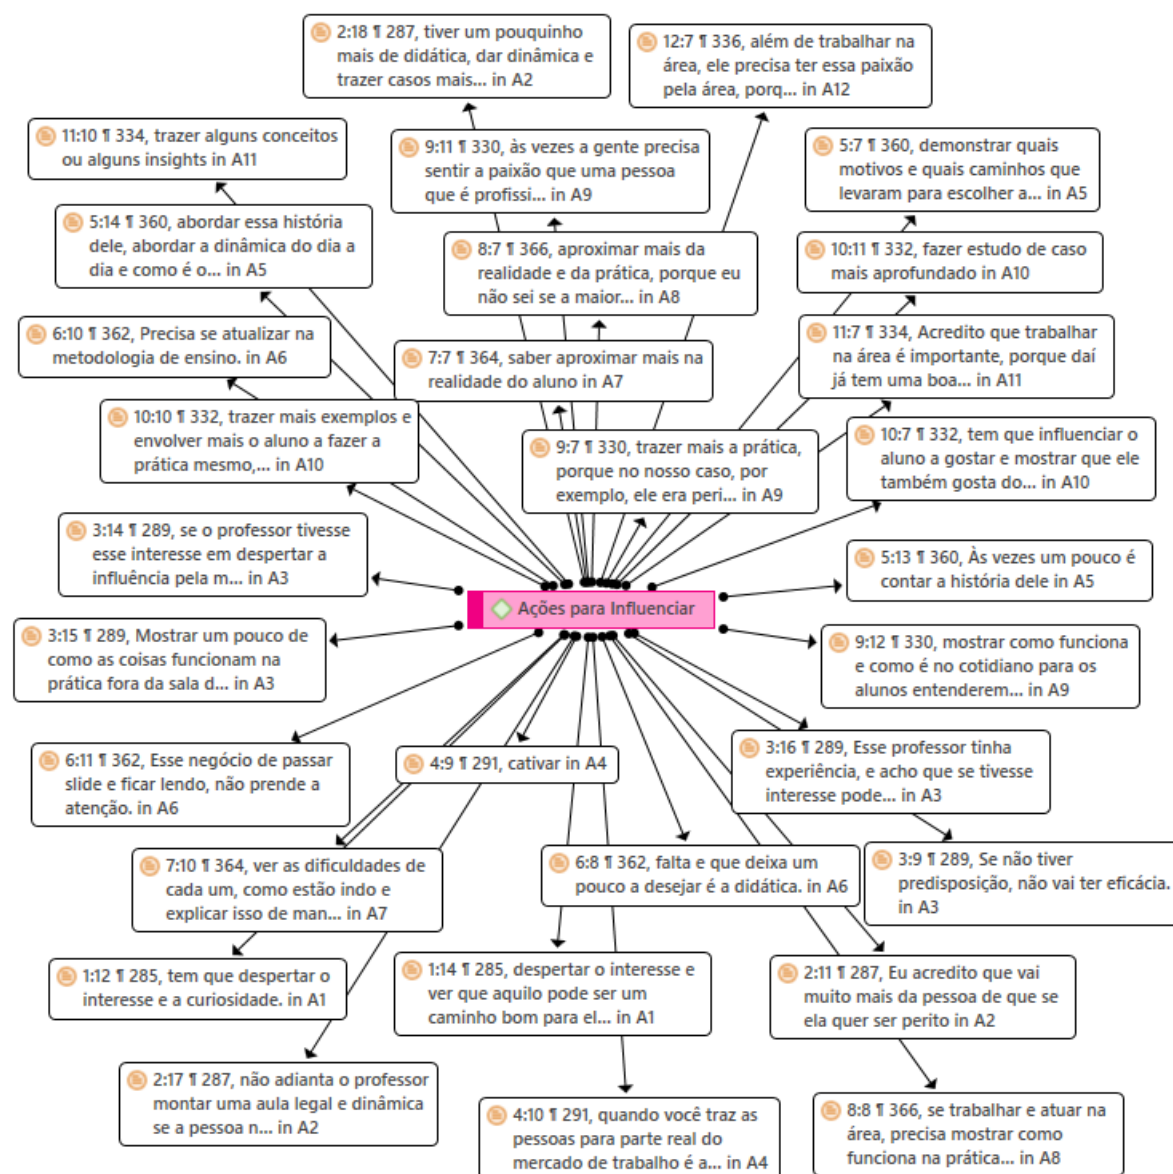 2:18 ¶ 287, tiver um pouquinho
mais de didática, dar dinâmica e
trazer casos mais... in A2
12:7 ¶ 336, além de trabalhar na
área, ele precisa ter essa paixão
pela área, porq... in A12
11:10 ¶ 334, trazer alguns conceitos
ou alguns insights in A11
9:11 ¶ 330, às vezes a gente precisa
sentir a paixão que uma pessoa
que é profissi... in A9
5:7 ¶ 360, demonstrar quais
motivos e quais caminhos que
levaram para escolher a... in A5
5:14 ¶ 360, abordar essa história
dele, abordar a dinâmica do dia a
dia e como é o... in A5
8:7 ¶ 366, aproximar mais da
realidade e da prática, porque eu
não sei se a maior... in A8
10:11 ¶ 332, fazer estudo de caso
mais aprofundado in A10
6:10 ¶ 362, Precisa se atualizar na
metodologia de ensino. in A6
7:7 ¶ 364, saber aproximar mais na
realidade do aluno in A7
11:7 ¶ 334, Acredito que trabalhar
na área é importante, porque daí
já tem uma boa... in A11
10:10 ¶ 332, trazer mais exemplos e
envolver mais o aluno a fazer a
prática mesmo,... in A10
9:7 ¶ 330, trazer mais a prática,
porque no nosso caso, por
exemplo, ele era peri... in A9
10:7 ¶ 332, tem que influenciar o
aluno a gostar e mostrar que ele
também gosta do... in A10
3:14 ¶ 289, se o professor tivesse
esse interesse em despertar a
influência pela m... in A3
5:13 ¶ 360, Às vezes um pouco é
contar a história dele in A5
Ações para Influenciar
3:15 ¶ 289, Mostrar um pouco de
como as coisas funcionam na
prática fora da sala d... in A3
9:12 ¶ 330, mostrar como funciona
e como é no cotidiano para os
alunos entenderem... in A9
6:11 ¶ 362, Esse negócio de passar
slide e ficar lendo, não prende a
atenção. in A6
4:9 ¶ 291, cativar in A4
3:16 ¶ 289, Esse professor tinha
experiência, e acho que se tivesse
interesse pode... in A3
7:10 ¶ 364, ver as dificuldades de
cada um, como estão indo e
explicar isso de man... in A7
6:8 ¶ 362, falta e que deixa um
pouco a desejar é a didática. in A6
3:9 ¶ 289, Se não tiver
predisposição, não vai ter eficácia.
in A3
1:12 ¶ 285, tem que despertar o
interesse e a curiosidade. in A1
1:14 ¶ 285, despertar o interesse e
ver que aquilo pode ser um
caminho bom para el... in A1
2:11 ¶ 287, Eu acredito que vai
muito mais da pessoa de que se
ela quer ser perito in A2
2:17 ¶ 287, não adianta o professor
montar uma aula legal e dinâmica
se a pessoa n... in A2
4:10 ¶ 291, quando você traz as
pessoas para parte real do
mercado de trabalho é a... in A4
8:8 ¶ 366, se trabalhar e atuar na
área, precisa mostrar como
funciona na prática... in A8